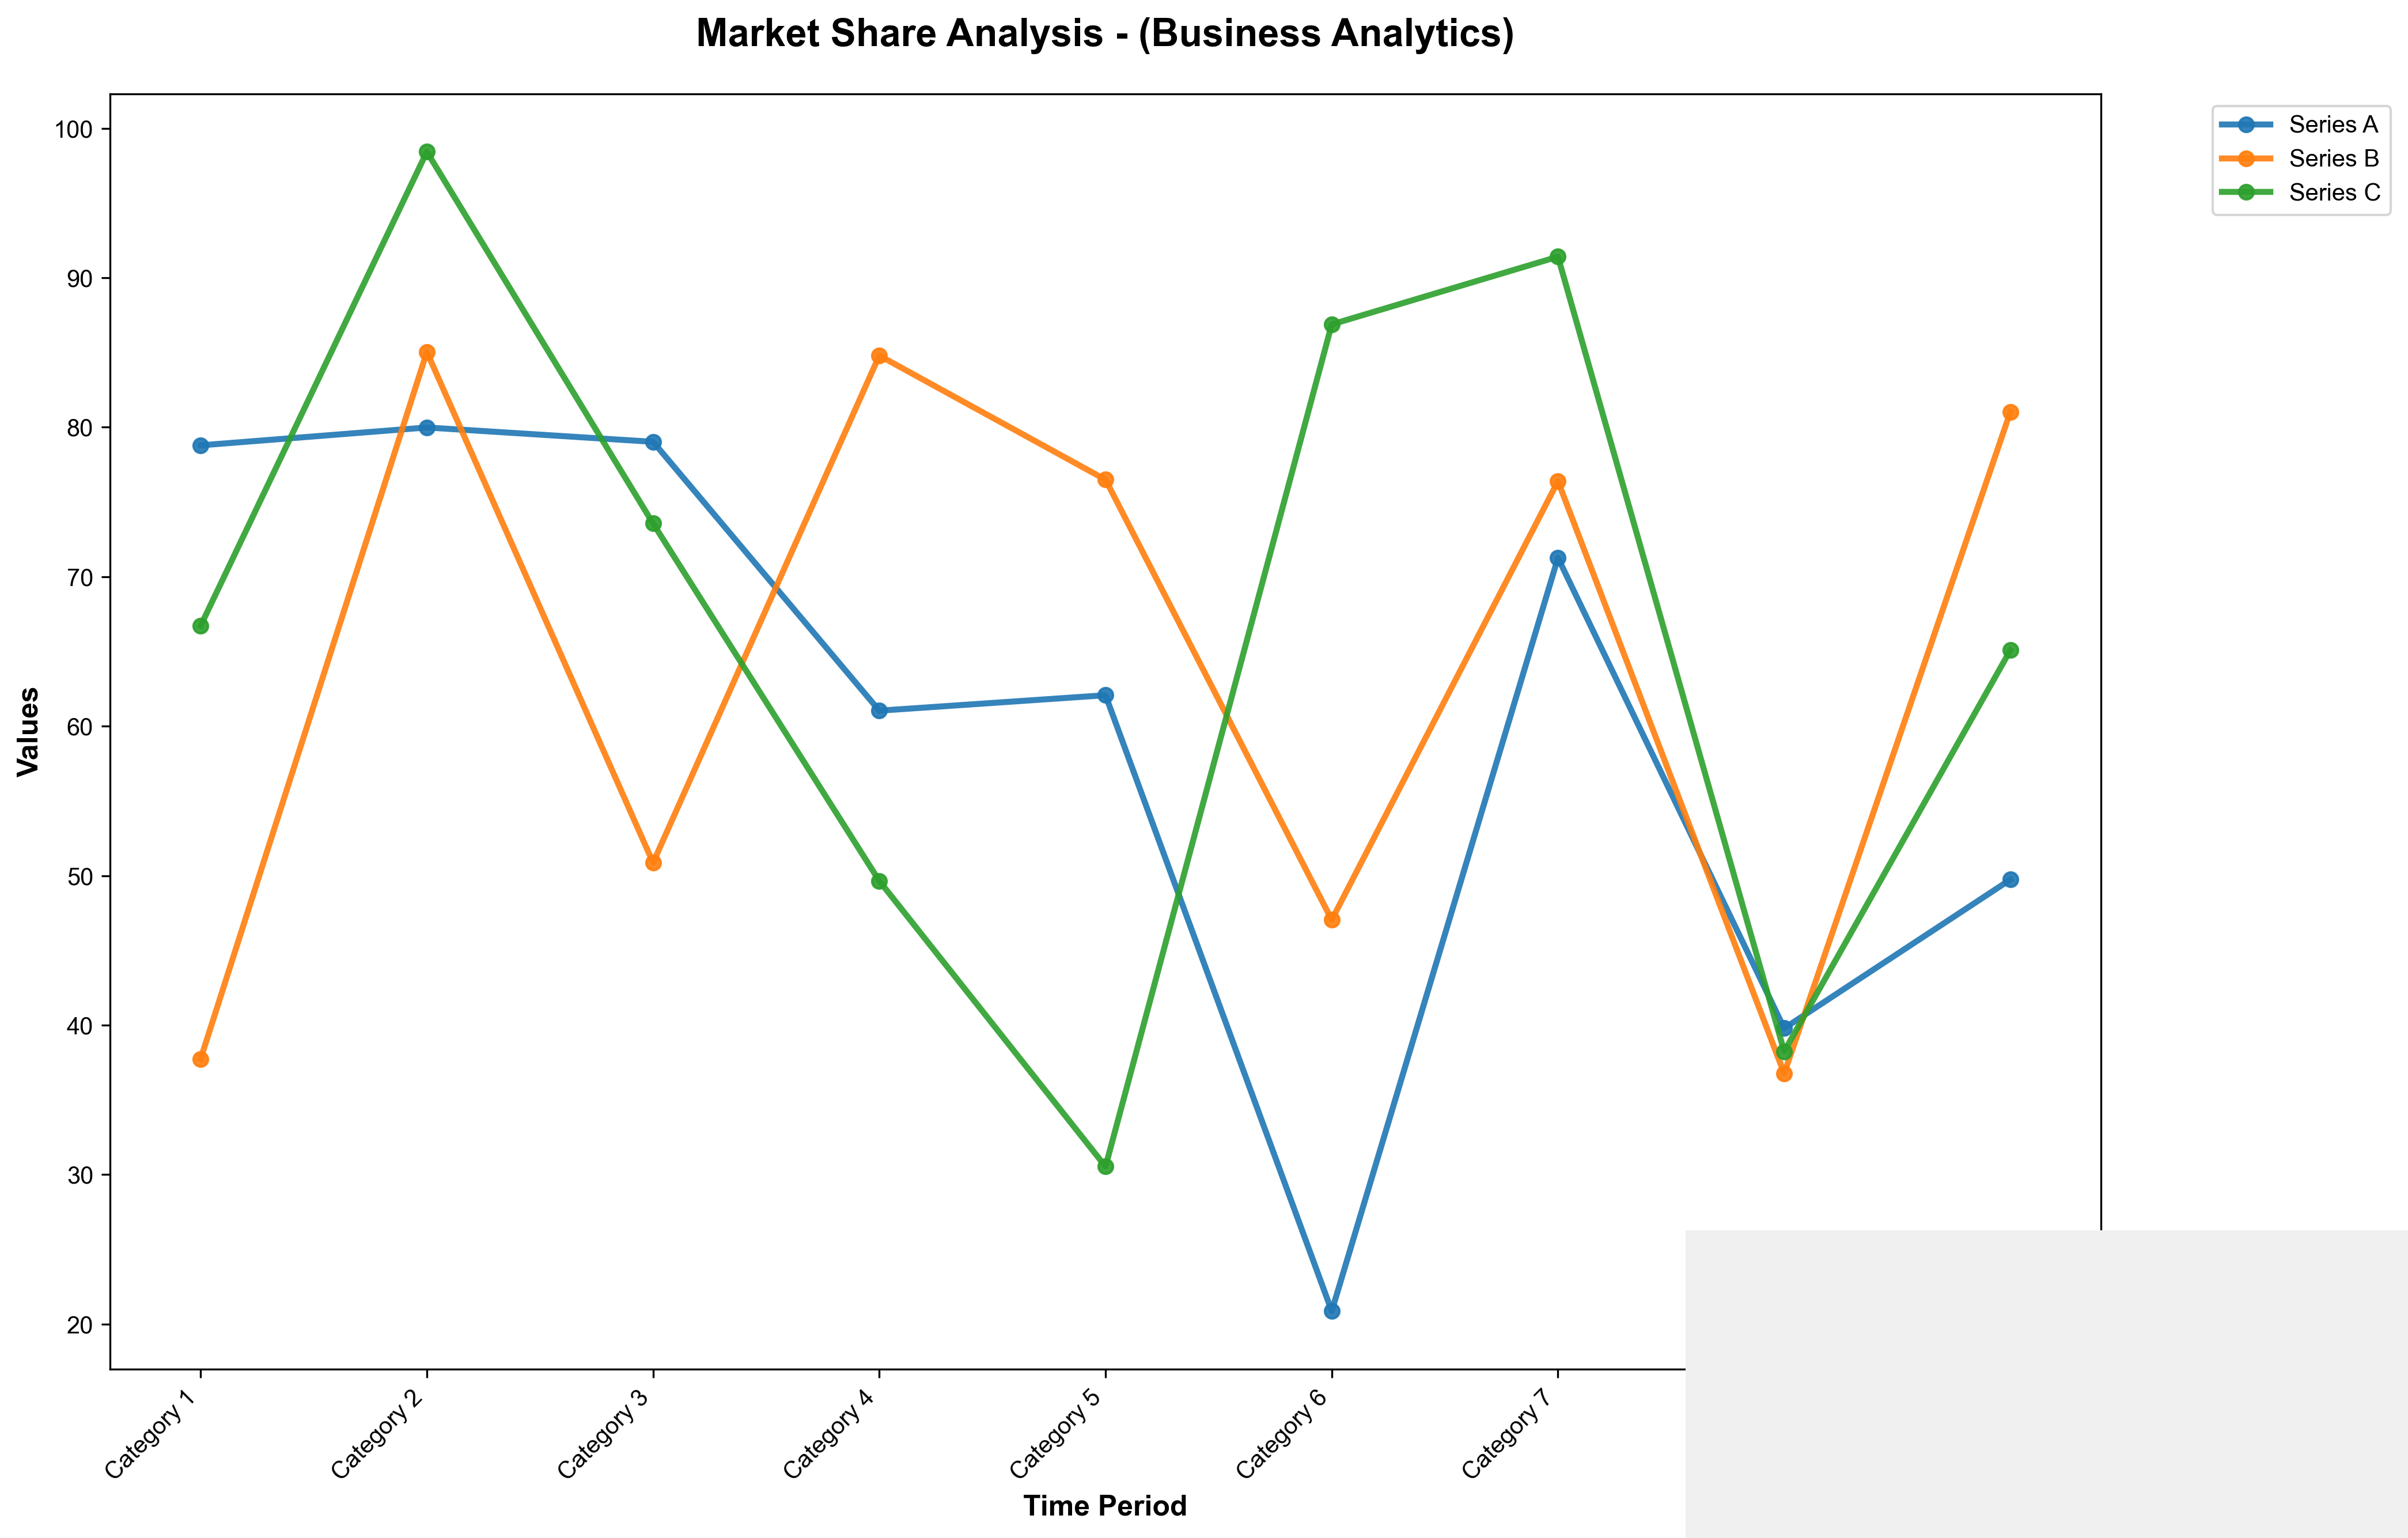 Market Share Analysis - (Business Analytics)
Series A
Series B
Series C
Values
100
90
80
70
60
50
40
30
20
Category 1
Category 2
Category 3
Category 4
Category 5
Category 6
Category 7
Time Period